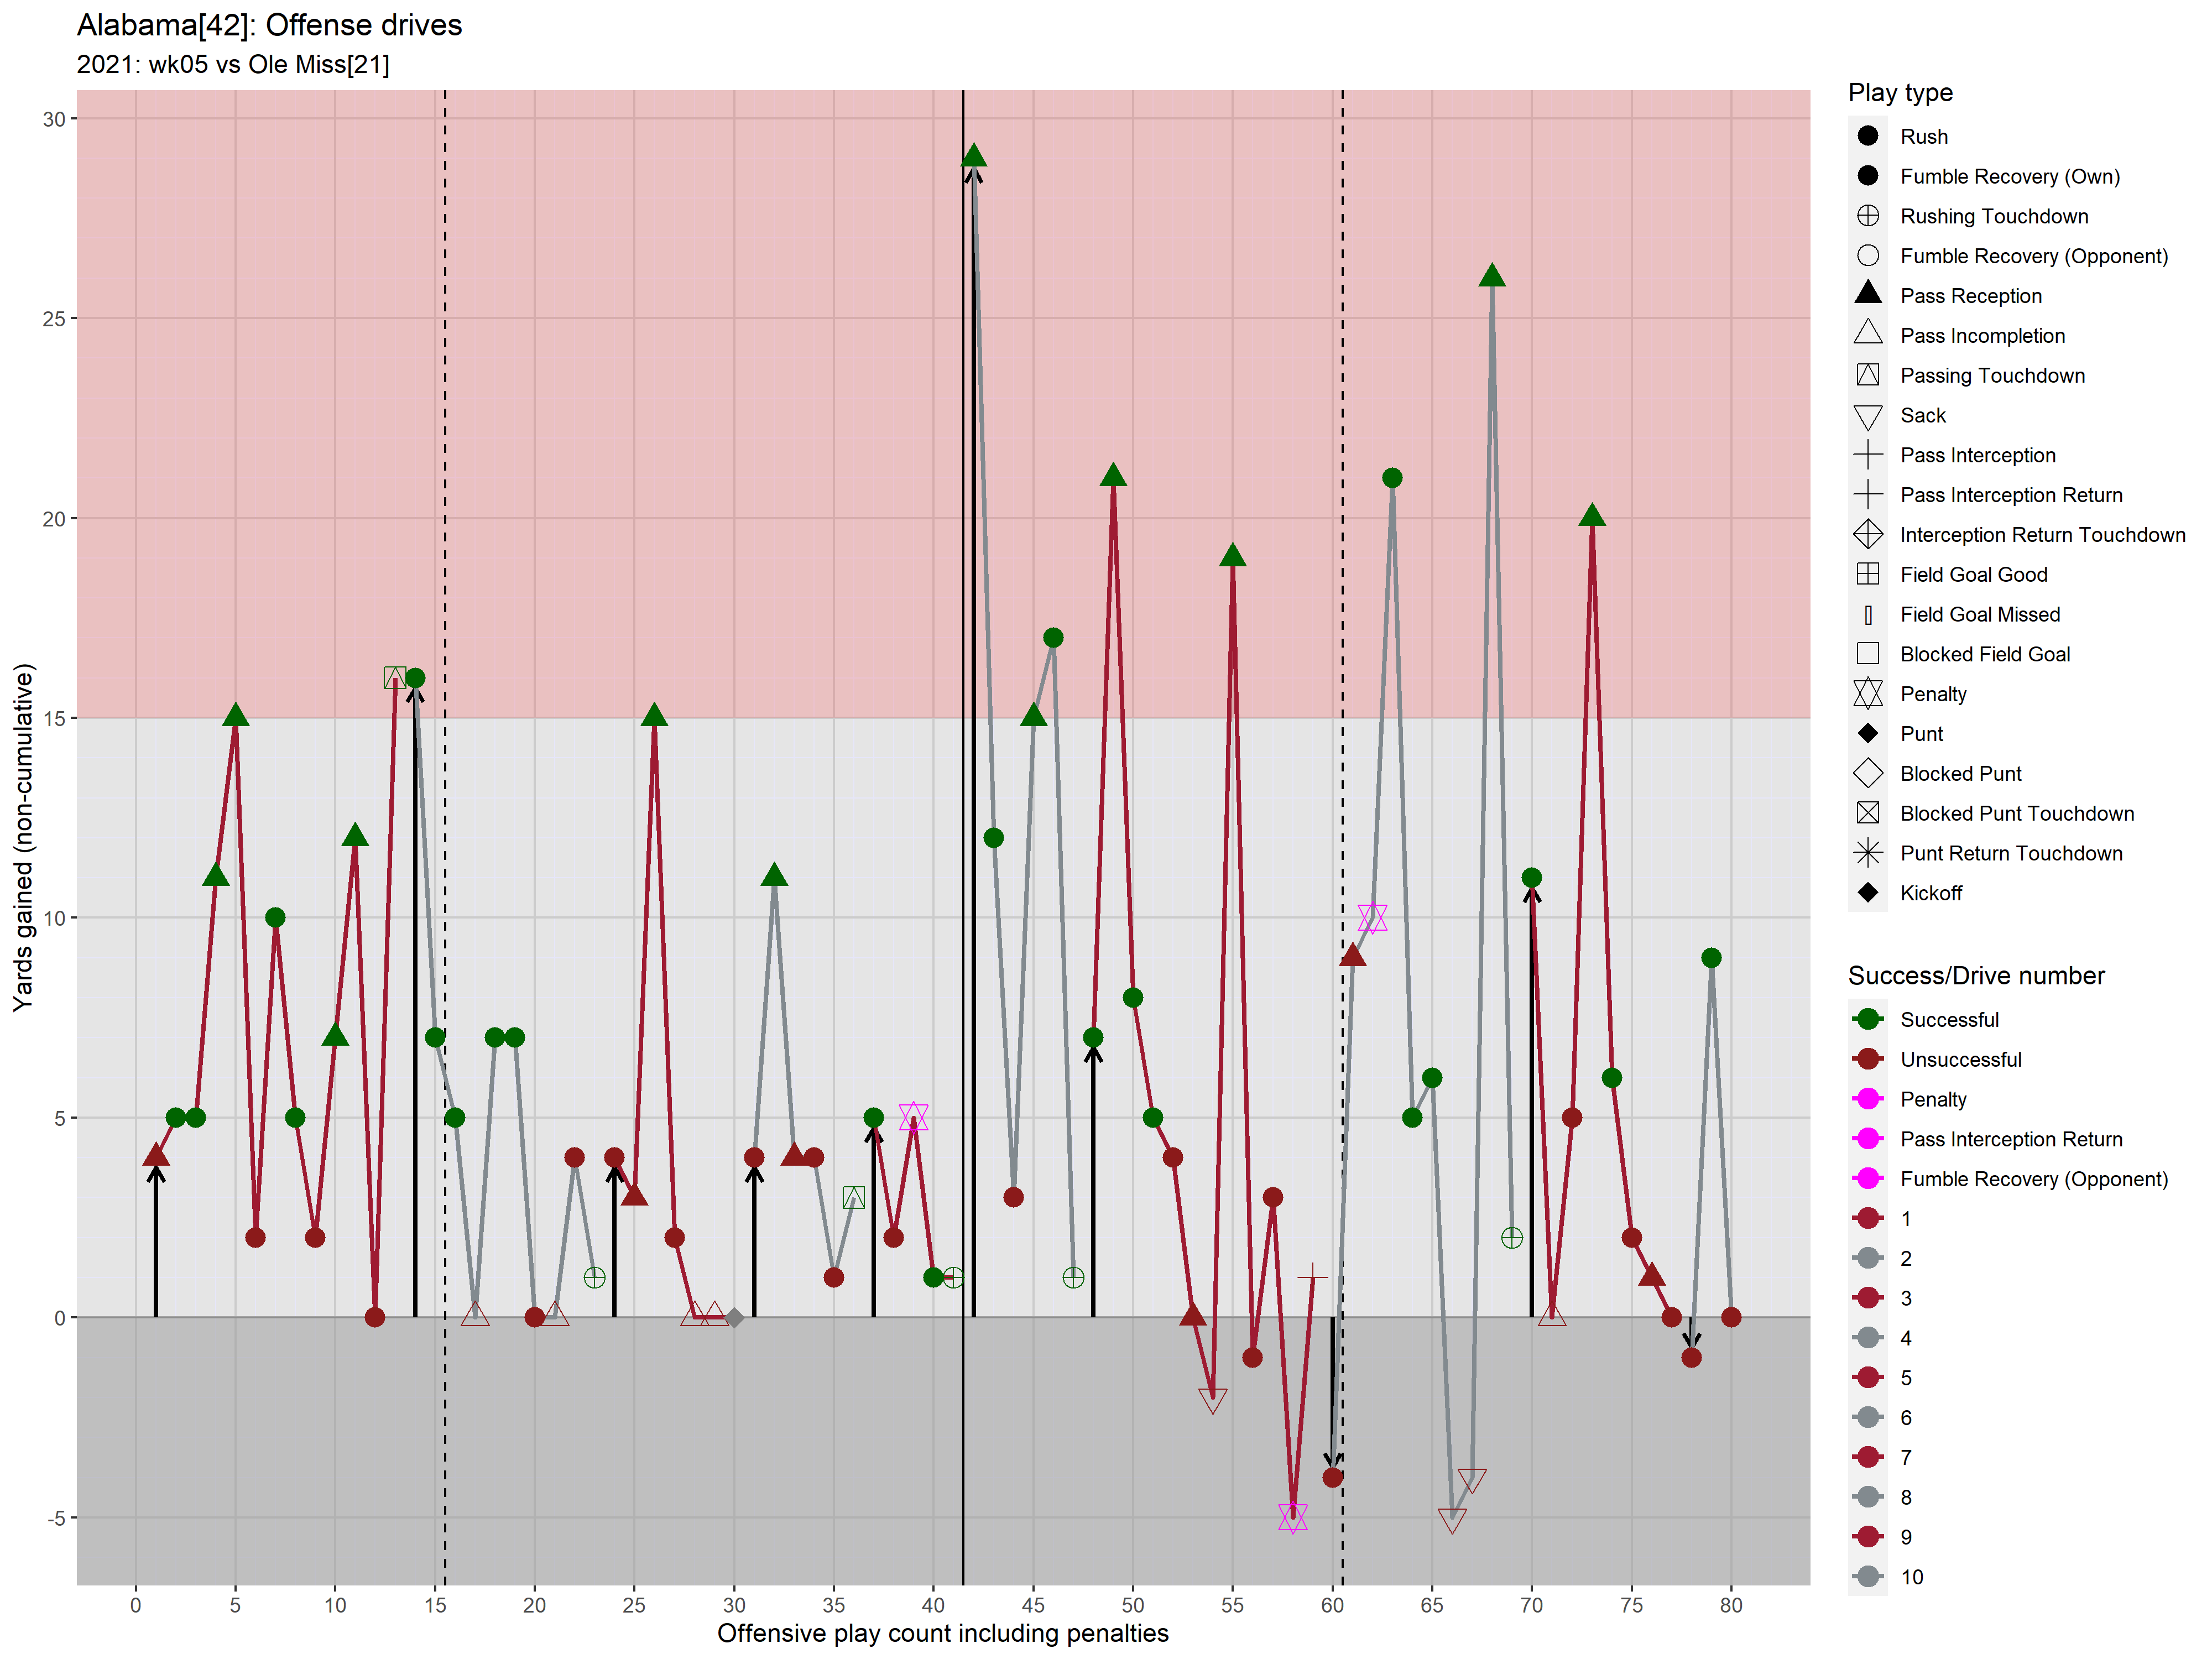 Alabama[42]: Offense drives
2021: wk05 vs Ole Miss[21]
Yards gained (non-cumulative)
30
25
20
15
10
5
0
-5
0 5 10 15 20 25 30 35 40 45 50 55 60 65 70 75 80
Offensive play count including penalties
Play type
Rush
Fumble Recovery (Own)
Rushing Touchdown
Fumble Recovery (Opponent)
Pass Reception
Pass Incompletion
Passing Touchdown
Sack
Pass Interception
Pass Interception Return
Interception Return Touchdown
Field Goal Good
Field Goal Missed
Blocked Field Goal
Penalty
Punt
Blocked Punt
Blocked Punt Touchdown
Punt Return Touchdown
Kickoff
Success/Drive number
Successful
Unsuccessful
Penalty
Pass Interception Return
Fumble Recovery (Opponent)
1
2
3
4
5
6
7
8
9
10